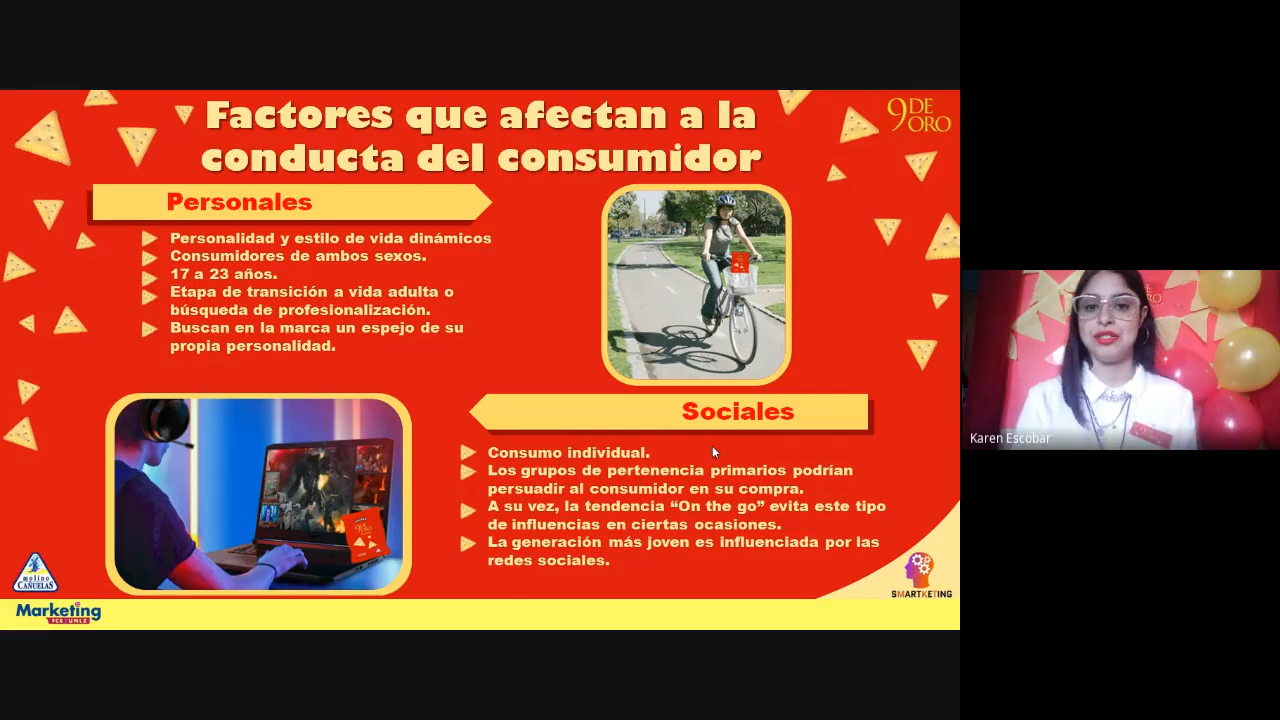 Factores que afectan a la
conducta del consumidor
9 DE
ORO
Personales
Personalidad y estilo de vida dinámicos
Consumidores de ambos sexos.
17 a 23 años.
Etapa de transición a vida adulta o
búsqueda de profesionalización.
Buscan en la marca un espejo de su
propia personalidad.
Sociales
Consumo individual.
Los grupos de pertenencia primarios podrían
persuadir al consumidor en su compra.
A su vez, la tendencia “On the go” evita este tipo
de influencias en ciertas ocasiones.
La generación más joven es influenciada por las
redes sociales.
molino
CAÑUELAS
Marketing
FCE | UNLZ
SMARTKETING
Karen Escobar